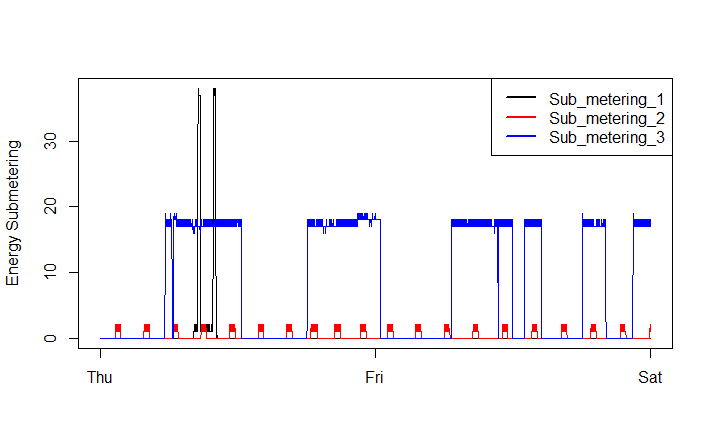 Sub_metering_1
Sub_metering_2
Sub_metering_3
Energy Submetering
30
20
10
0
Thu Fri Sat